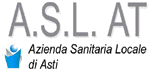 A.S.L. AT
Azienda Sanitaria Locale
di Asti